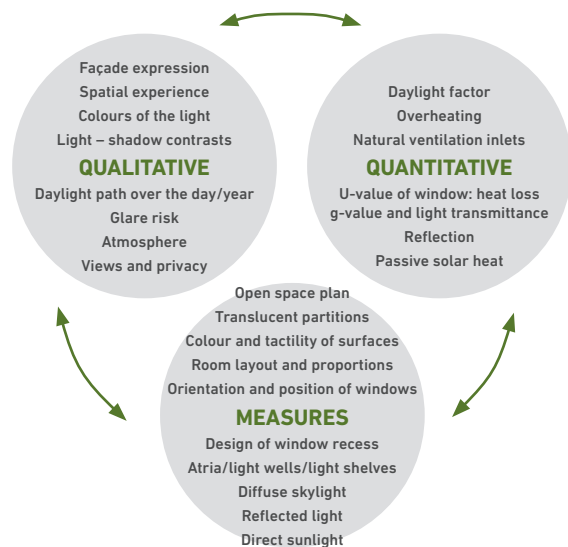 Façade expression
Spatial experience
Colours of the light
Light – shadow contrasts
QUALITATIVE
Daylight path over the day/year
Glare risk
Atmosphere
Views and privacy
Daylight factor
Overheating
Natural ventilation inlets
QUANTITATIVE
U-value of window: heat loss
g-value and light transmittance
Reflection
Passive solar heat
Open space plan
Translucent partitions
Colour and tactility of surfaces
Room layout and proportions
Orientation and position of windows
MEASURES
Design of window recess
Atria/light wells/light shelves
Diffuse skylight
Reflected light
Direct sunlight